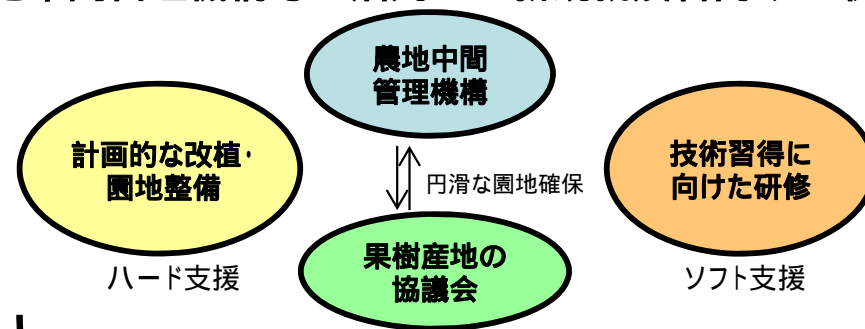 農地中間
管理機構
計画的な改植・
園地整備
技術習得に
向けた研修
円滑な園地確保
果樹産地の
協議会
ハード支援
ソフト支援